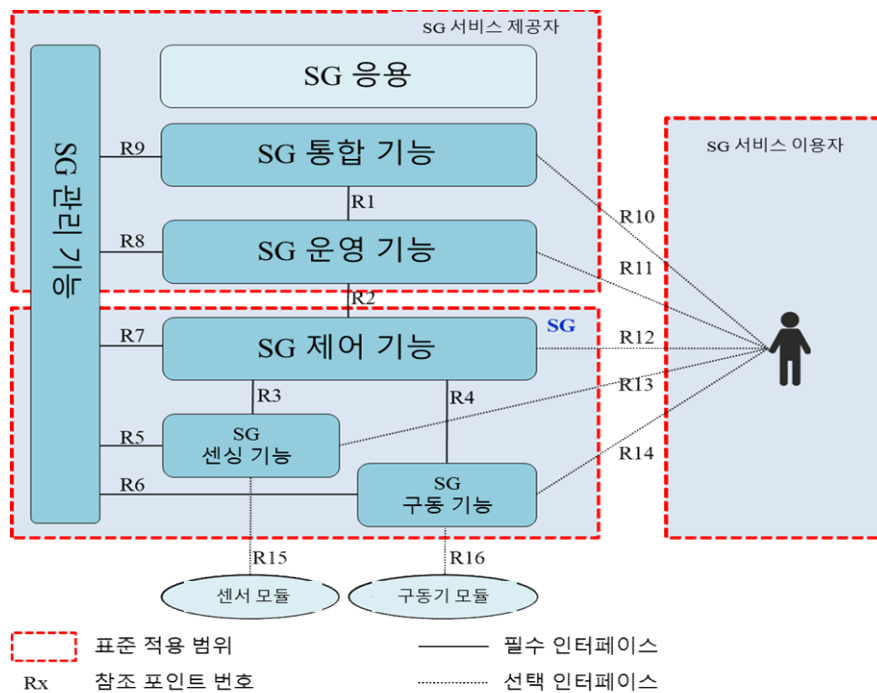 SG 서비스 제공자
SG 응용
SG 관리 기능
R9
SG 통합 기능
SG 서비스 이용자
R1
R10
R8
SG 운영 기능
R11
R2
SG
R7
SG 제어 기능
R12
R3
R4
R13
R5
SG
센싱 기능
R14
R6
SG
구동 기능
R15
R16
센서 모듈
구동기 모듈
표준 적용 범위
필수 인터페이스
Rx
참조 포인트 번호
선택 인터페이스